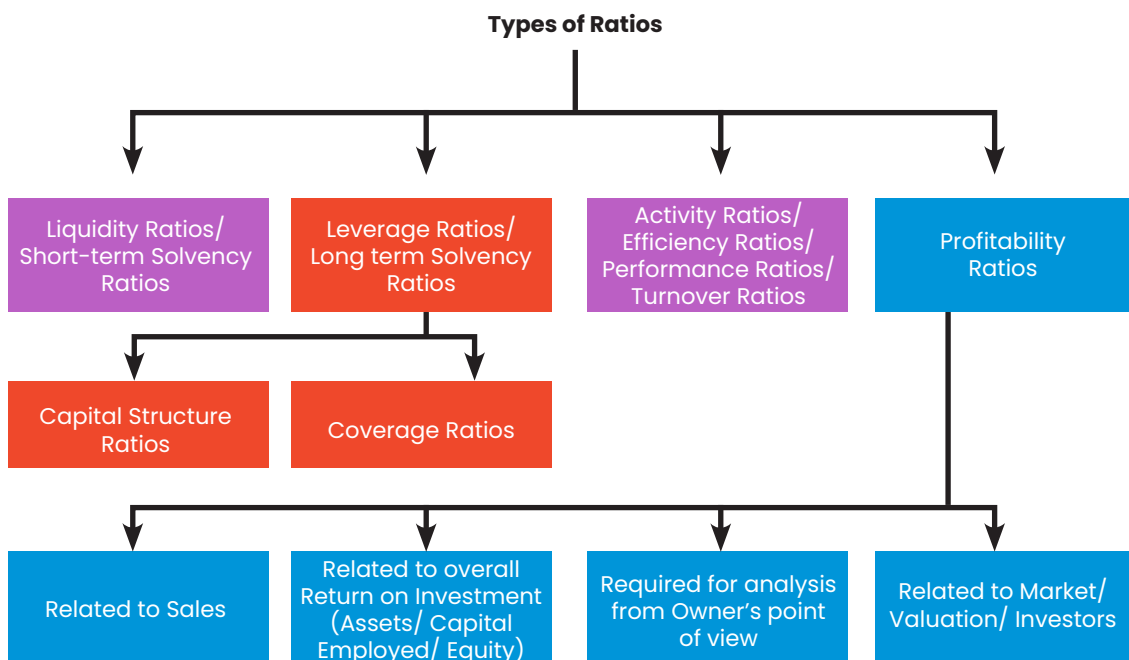 Types of Ratios
Liquidity Ratios/
Short-term Solvency
Ratios
Leverage Ratios/
Long term Solvency
Ratios
Activity Ratios/
Efficiency Ratios/
Performance Ratios/
Turnover Ratios
Profitability
Ratios
Capital Structure
Ratios
Coverage Ratios
Related to Sales
Related to overall
Return on Investment
(Assets/ Capital
Employed/ Equity)
Required for analysis
from Owner’s point
of view
Related to Market/
Valuation/ Investors